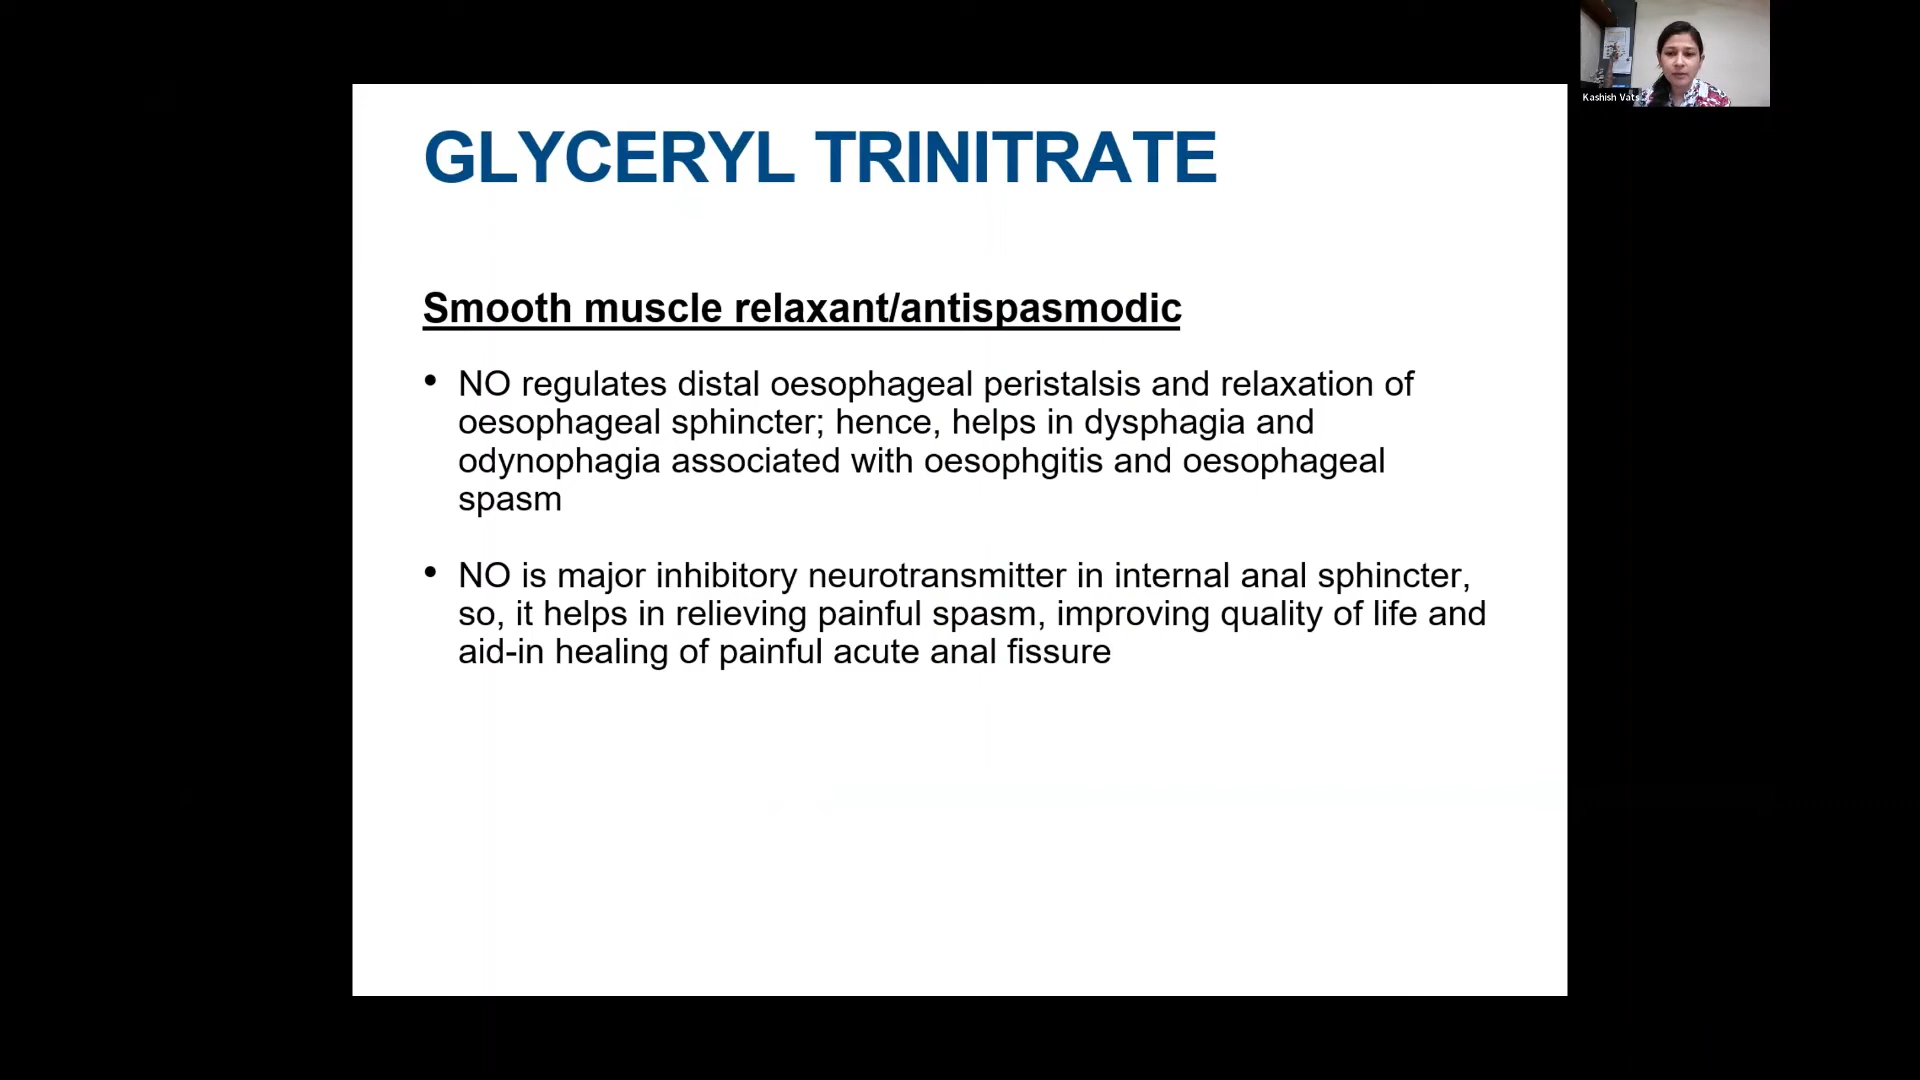 GLYCERYL TRINITRATE
Smooth muscle relaxant/antispasmodic
• NO regulates distal oesophageal peristalsis and relaxation of
oesophageal sphincter; hence, helps in dysphagia and
odynophagia associated with oesophgitis and oesophageal
spasm
• NO is major inhibitory neurotransmitter in internal anal sphincter,
so, it helps in relieving painful spasm, improving quality of life and
aid-in healing of painful acute anal fissure
Kashish Vats